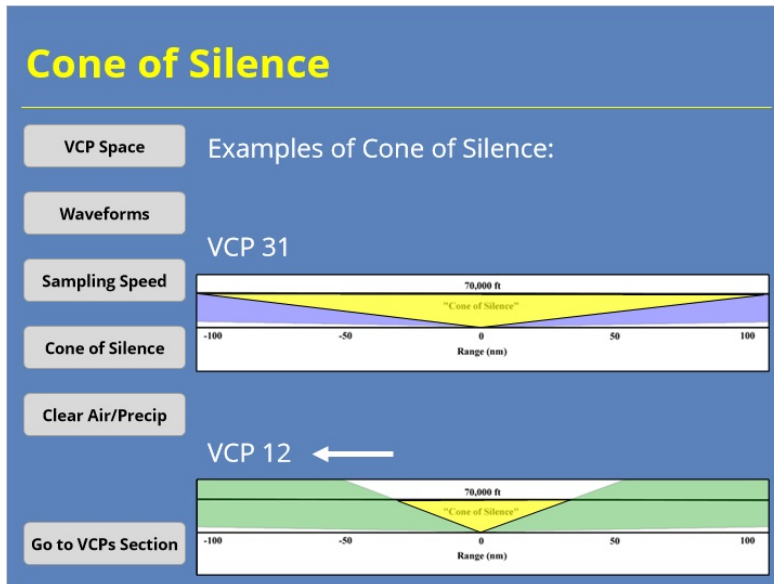 Cone of Silence
VCP Space
Waveforms
Sampling Speed
Cone of Silence
Clear Air/Precip
Go to VCPs Section
Examples of Cone of Silence:
VCP 31
70,000 ft
"Cone of Silence"
-100 -50 0 50 100
Range (nm)
VCP 12
70,000 ft
"Cone of Silence"
-100 -50 0 50 100
Range (nm)